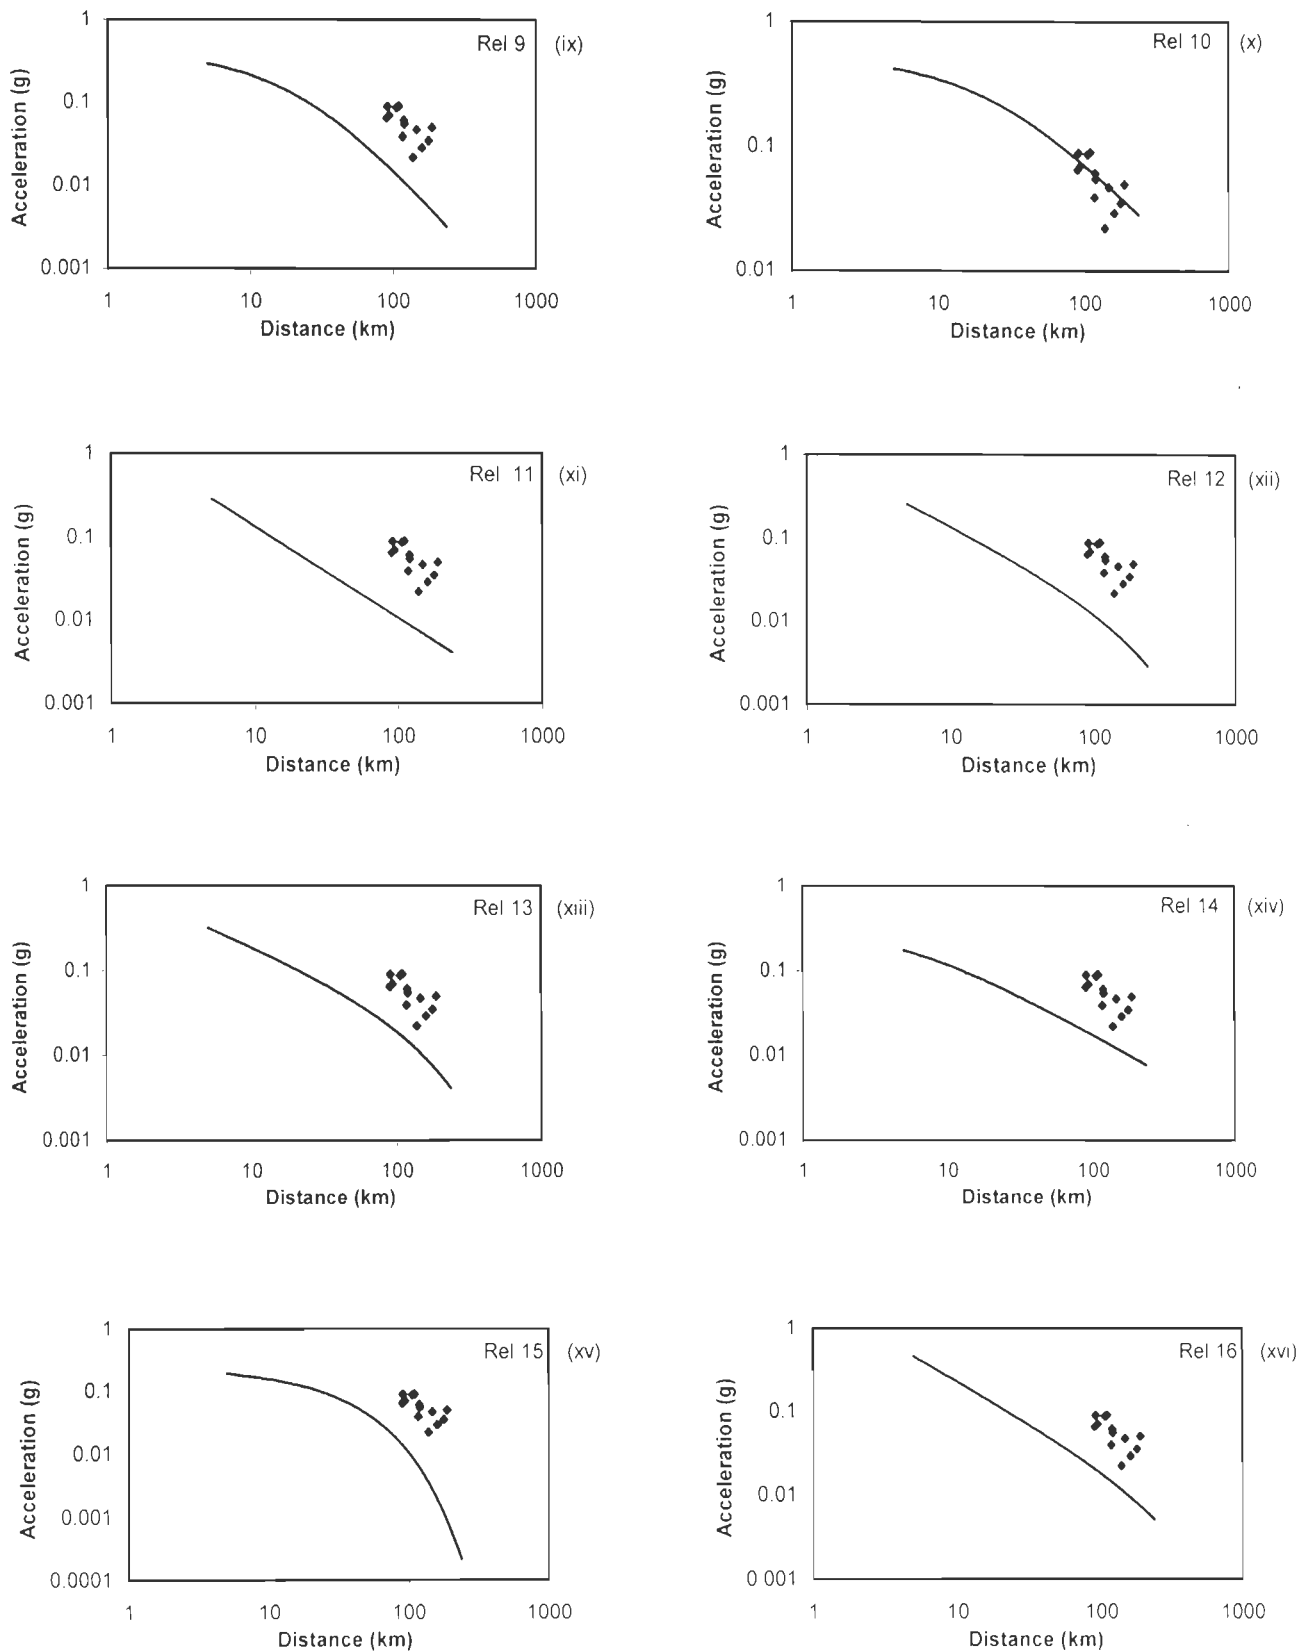 1
Rel 9
(ix)
0.1
0.01
0.001
1
10
100
1000
Acceleration (g)
Distance (km)
1
Rel 10
(x)
0.1
0.01
1
10
100
1000
Acceleration (g)
Distance (km)
1
Rel 11
(xi)
0.1
0.01
0.001
1
10
100
1000
Acceleration (g)
Distance (km)
1
Rel 12
(xii)
0.1
0.01
0.001
1
10
100
1000
Acceleration (g)
Distance (km)
1
Rel 13
(xiii)
0.1
0.01
0.001
1
10
100
1000
Acceleration (g)
Distance (km)
1
Rel 14
(xiv)
0.1
0.01
0.001
1
10
100
1000
Acceleration (g)
Distance (km)
1
Rel 15
(xv)
0.1
0.01
0.001
0.0001
1
10
100
1000
Acceleration (g)
Distance (km)
1
Rel 16
(xvi)
0.1
0.01
0 001
1
10
100
1000
Acceleration (g)
Distance (km)